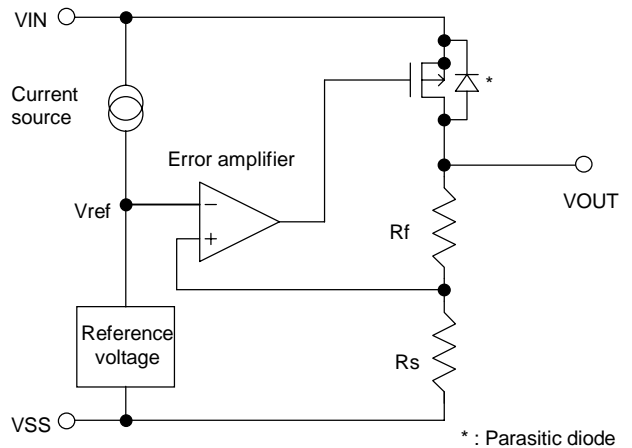 VIN
Current
source
*
Error amplifier
Vref
−
+
VOUT
Rf
Reference
voltage
Rs
VSS
* : Parasitic diode